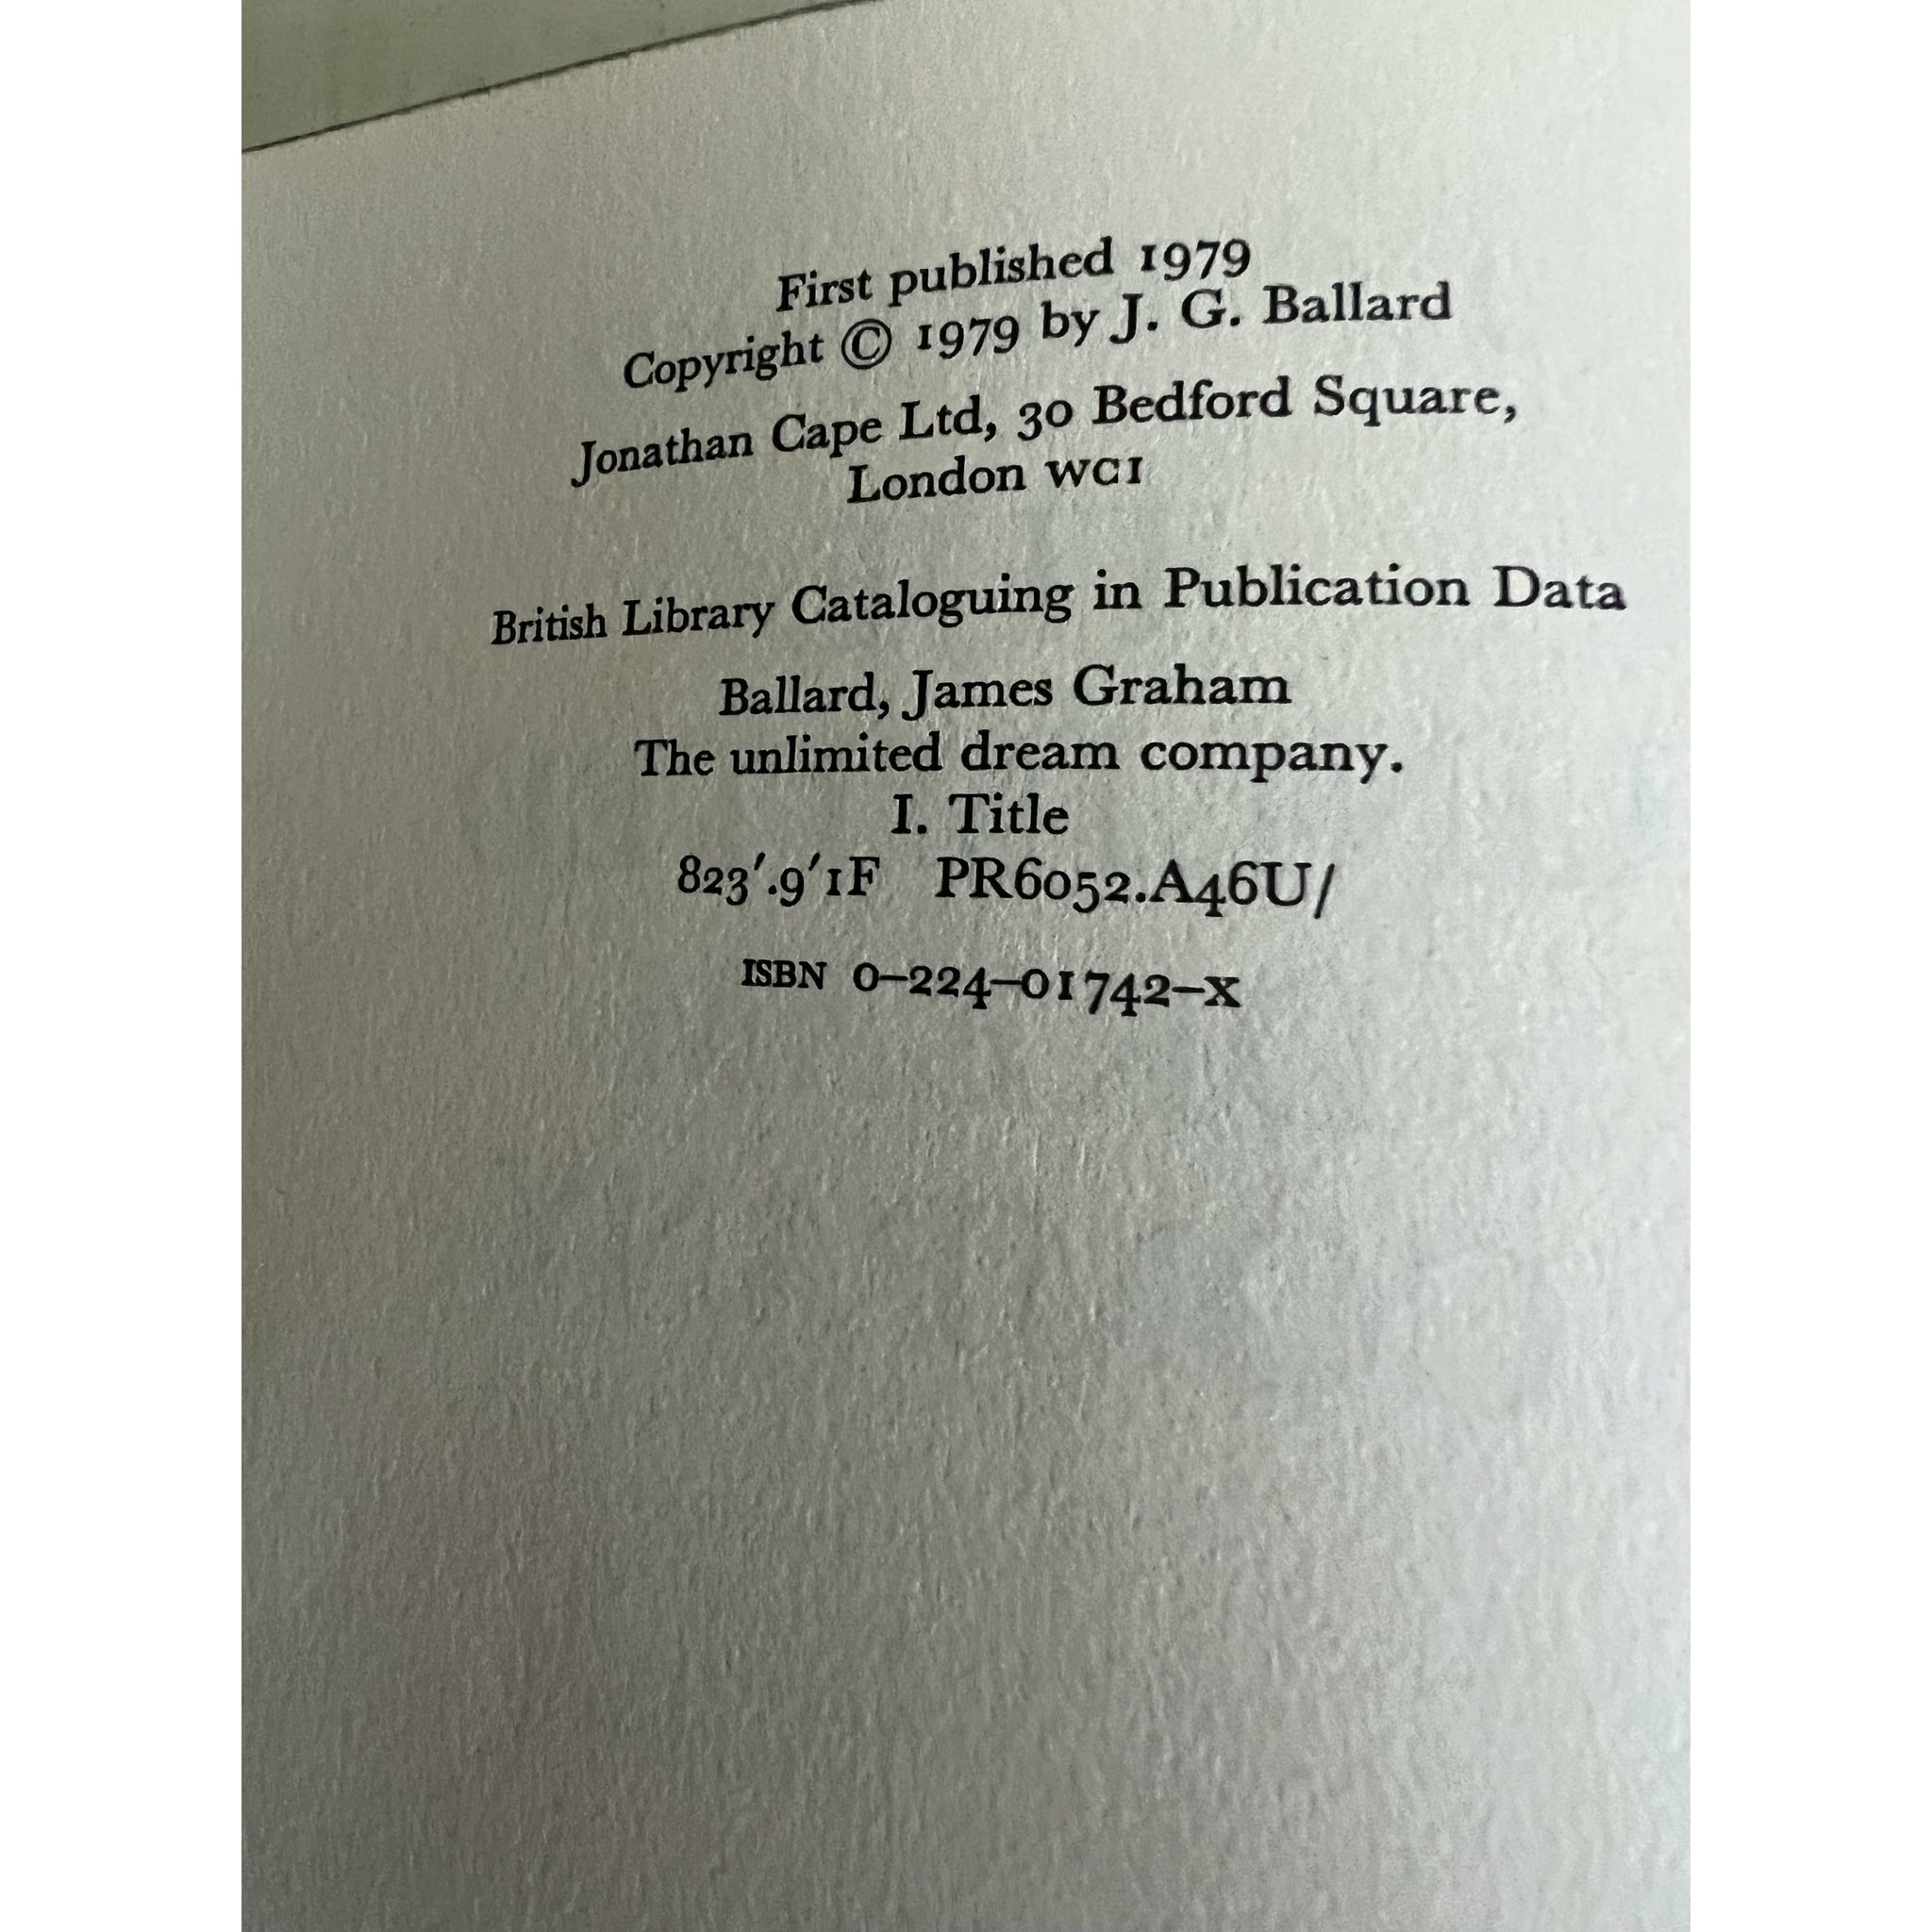 First published 1979
Copyright © 1979 by J. G. Ballard
Jonathan Cape Ltd, 30 Bedford Square,
London WC1
British Library Cataloguing in Publication Data
Ballard, James Graham
The unlimited dream company.
I. Title
823'.9'1F PR6052.A46U/
ISBN 0–224–01742–X